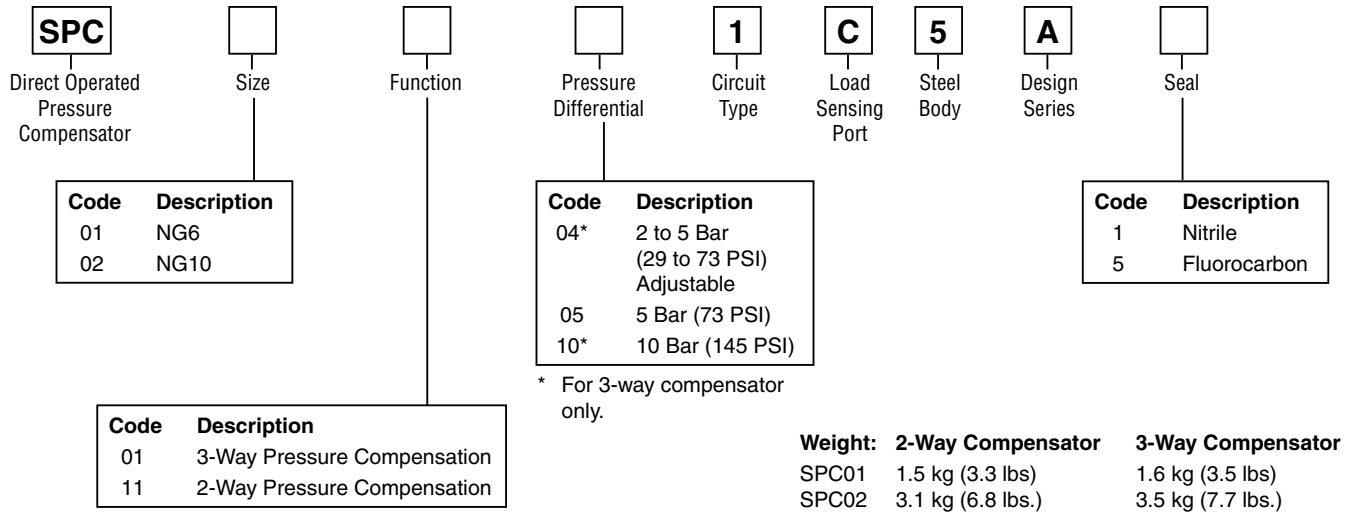 SPC 1 C 5 A
Direct Operated Pressure Compensator
Size
Function
Pressure Differential
Circuit Type
Load Sensing Port
Steel Body
Design Series
Seal
Code Description
01 NG6
02 NG10
Code Description
04* 2 to 5 Bar
(29 to 73 PSI)
Adjustable
05 5 Bar (73 PSI)
10* 10 Bar (145 PSI)
* For 3-way compensator
only.
Code Description
1 Nitrile
5 Fluorocarbon
Code Description
01 3-Way Pressure Compensation
11 2-Way Pressure Compensation
Weight: 2-Way Compensator 3-Way Compensator
SPC01 1.5 kg (3.3 lbs) 1.6 kg (3.5 lbs)
SPC02 3.1 kg (6.8 lbs.) 3.5 kg (7.7 lbs.)